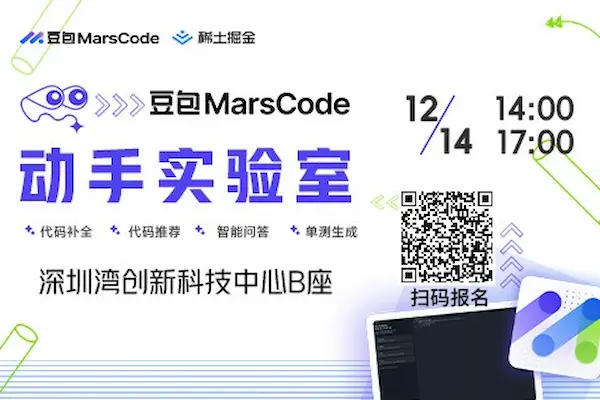 豆包MarsCode 稀土掘金
豆包MarsCode
动手实验室
代码补全 代码推荐 智能问答 单测生成
深圳湾创新科技中心B座
12/14
14:00
17:00
扫码报名